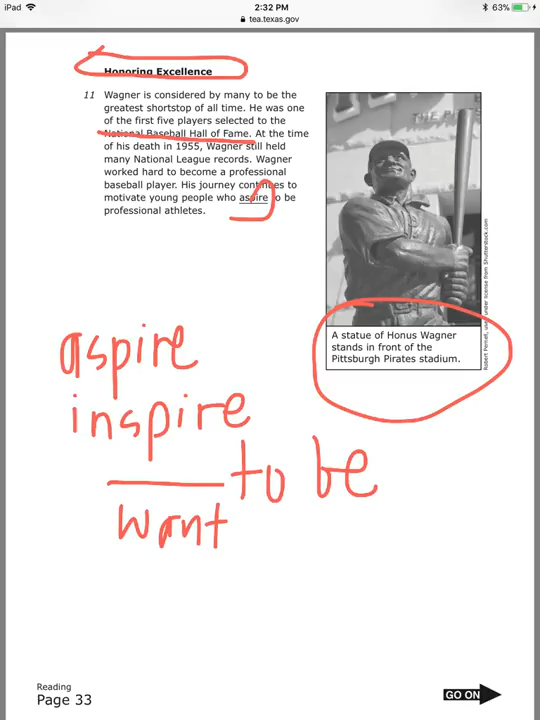 iPad
2:32 PM
63%
tea.texas.gov
Honoring Excellence
11 Wagner is considered by many to be the
greatest shortstop of all time. He was one
of the first five players selected to the
National Baseball Hall of Fame. At the time
of his death in 1955, Wagner still held
many National League records. Wagner
worked hard to become a professional
baseball player. His journey continues to
motivate young people who aspire to be
professional athletes.
A statue of Honus Wagner
stands in front of the
Pittsburgh Pirates stadium.
aspire
inspire
to be
want
Reading
Page 33
GO ON